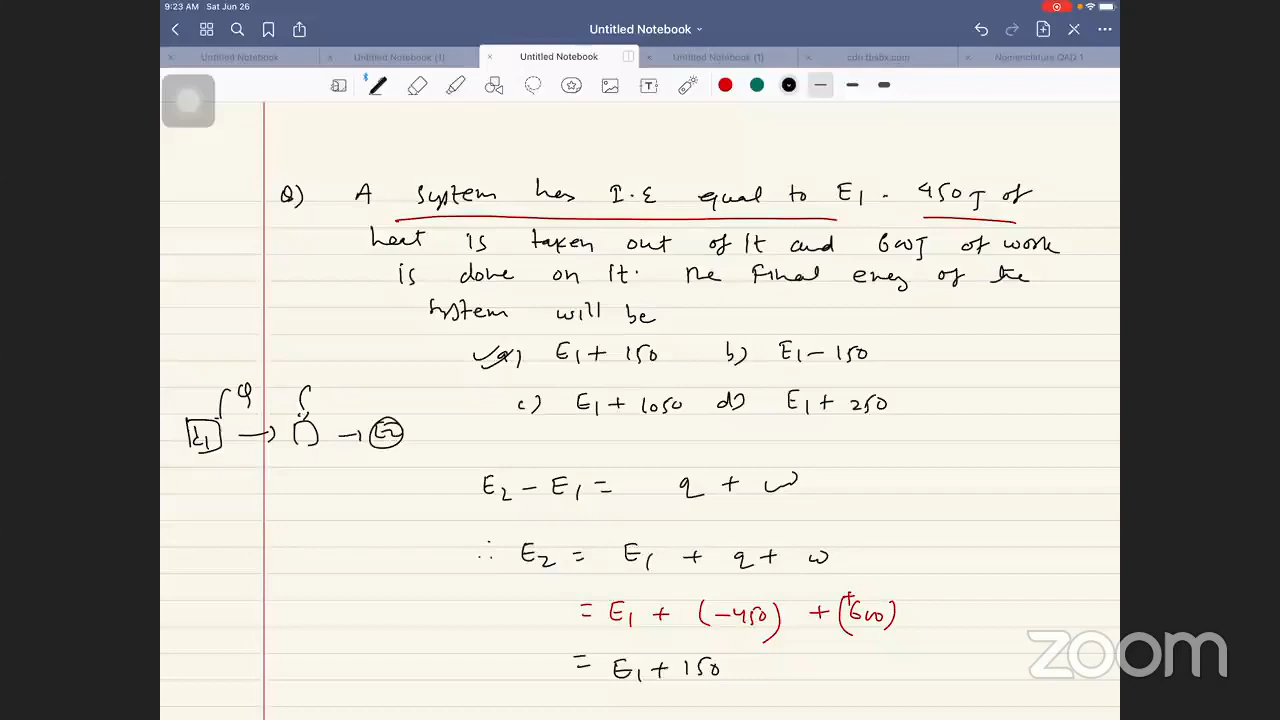 9:23 AM Sat Jun 26
Untitled Notebook
Untitled Notebook Untitled Notebook (1) Untitled Notebook Untitled Notebook (1) cdn1byjus.com Nomenclature QAD 1
Q) A system has I.E equal to E1. 450J of
heat is taken out of it and 600J of work
is done on it. The final energy of the
system will be
a) E1 + 150 b) E1 - 150
c) E1 + 1050 d) E1 + 250
E1 q E2
E2 - E1 = q + w
∴ E2 = E1 + q + w
= E1 + (-450) + (+600)
= E1 + 150
zoom